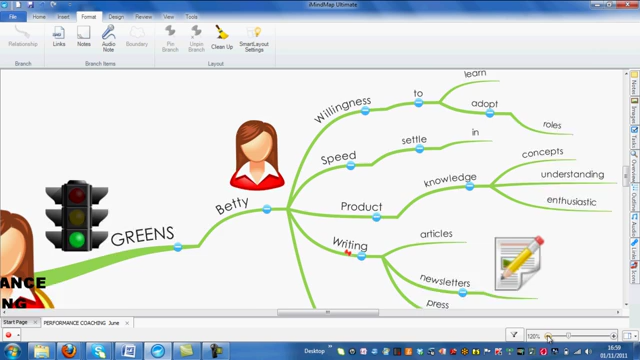 iMindMap Ultimate
File
Home
Insert
Format
Design
Review
View
Tools
Relationship
Links
Notes
Audio Note
Boundary
Pin Branch
Unpin Branch
Clean Up
SmartLayout Settings
Branch
Branch Items
Layout
learn
Willingness
to
adopt
roles
Speed
settle
in
concepts
knowledge
understanding
enthusiastic
Betty
Product
GREENS
Writing
articles
newsletters
press
ANCE
NG
Notes
Images
Tasks
Overview
Outline
Audio
Links
Icons
Start Page
PERFORMANCE COACHING June
120%
Desktop
16:59
01/11/2011